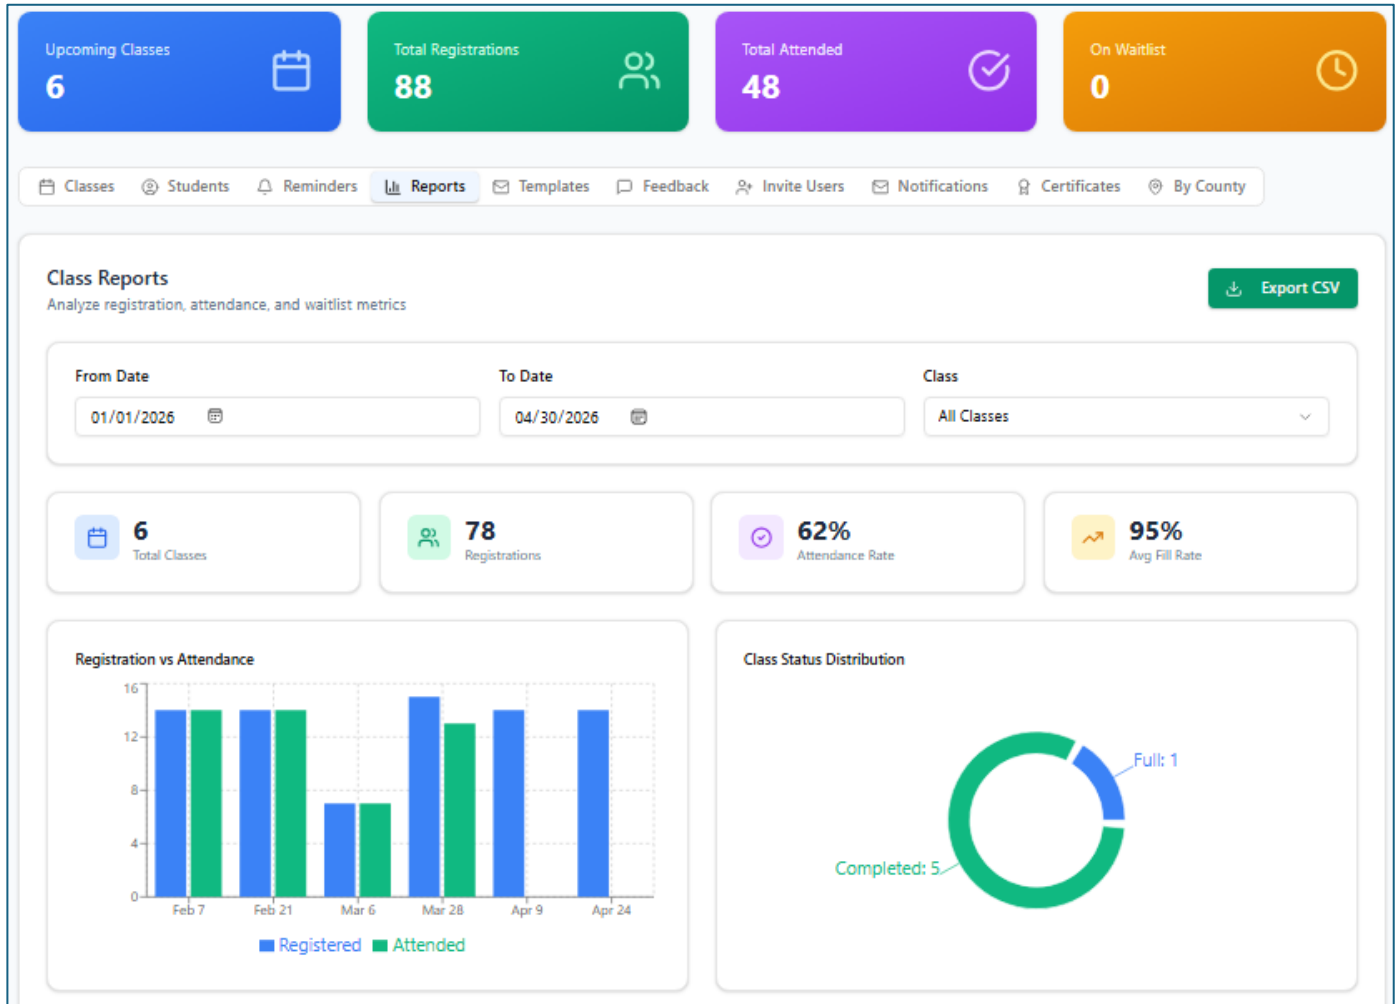 Upcoming Classes
6
Total Registrations
88
Total Attended
48
On Waitlist
0
Classes Students Reminders Reports Templates Feedback Invite Users Notifications Certificates By County
Class Reports
Analyze registration, attendance, and waitlist metrics
Export CSV
From Date
01/01/2026
To Date
04/30/2026
Class
All Classes
6
Total Classes
78
Registrations
62%
Attendance Rate
95%
Avg Fill Rate
Registration vs Attendance
16
12
8
4
0
Feb 7 Feb 21 Mar 6 Mar 28 Apr 9 Apr 24
Registered Attended
Class Status Distribution
Full: 1
Completed: 5